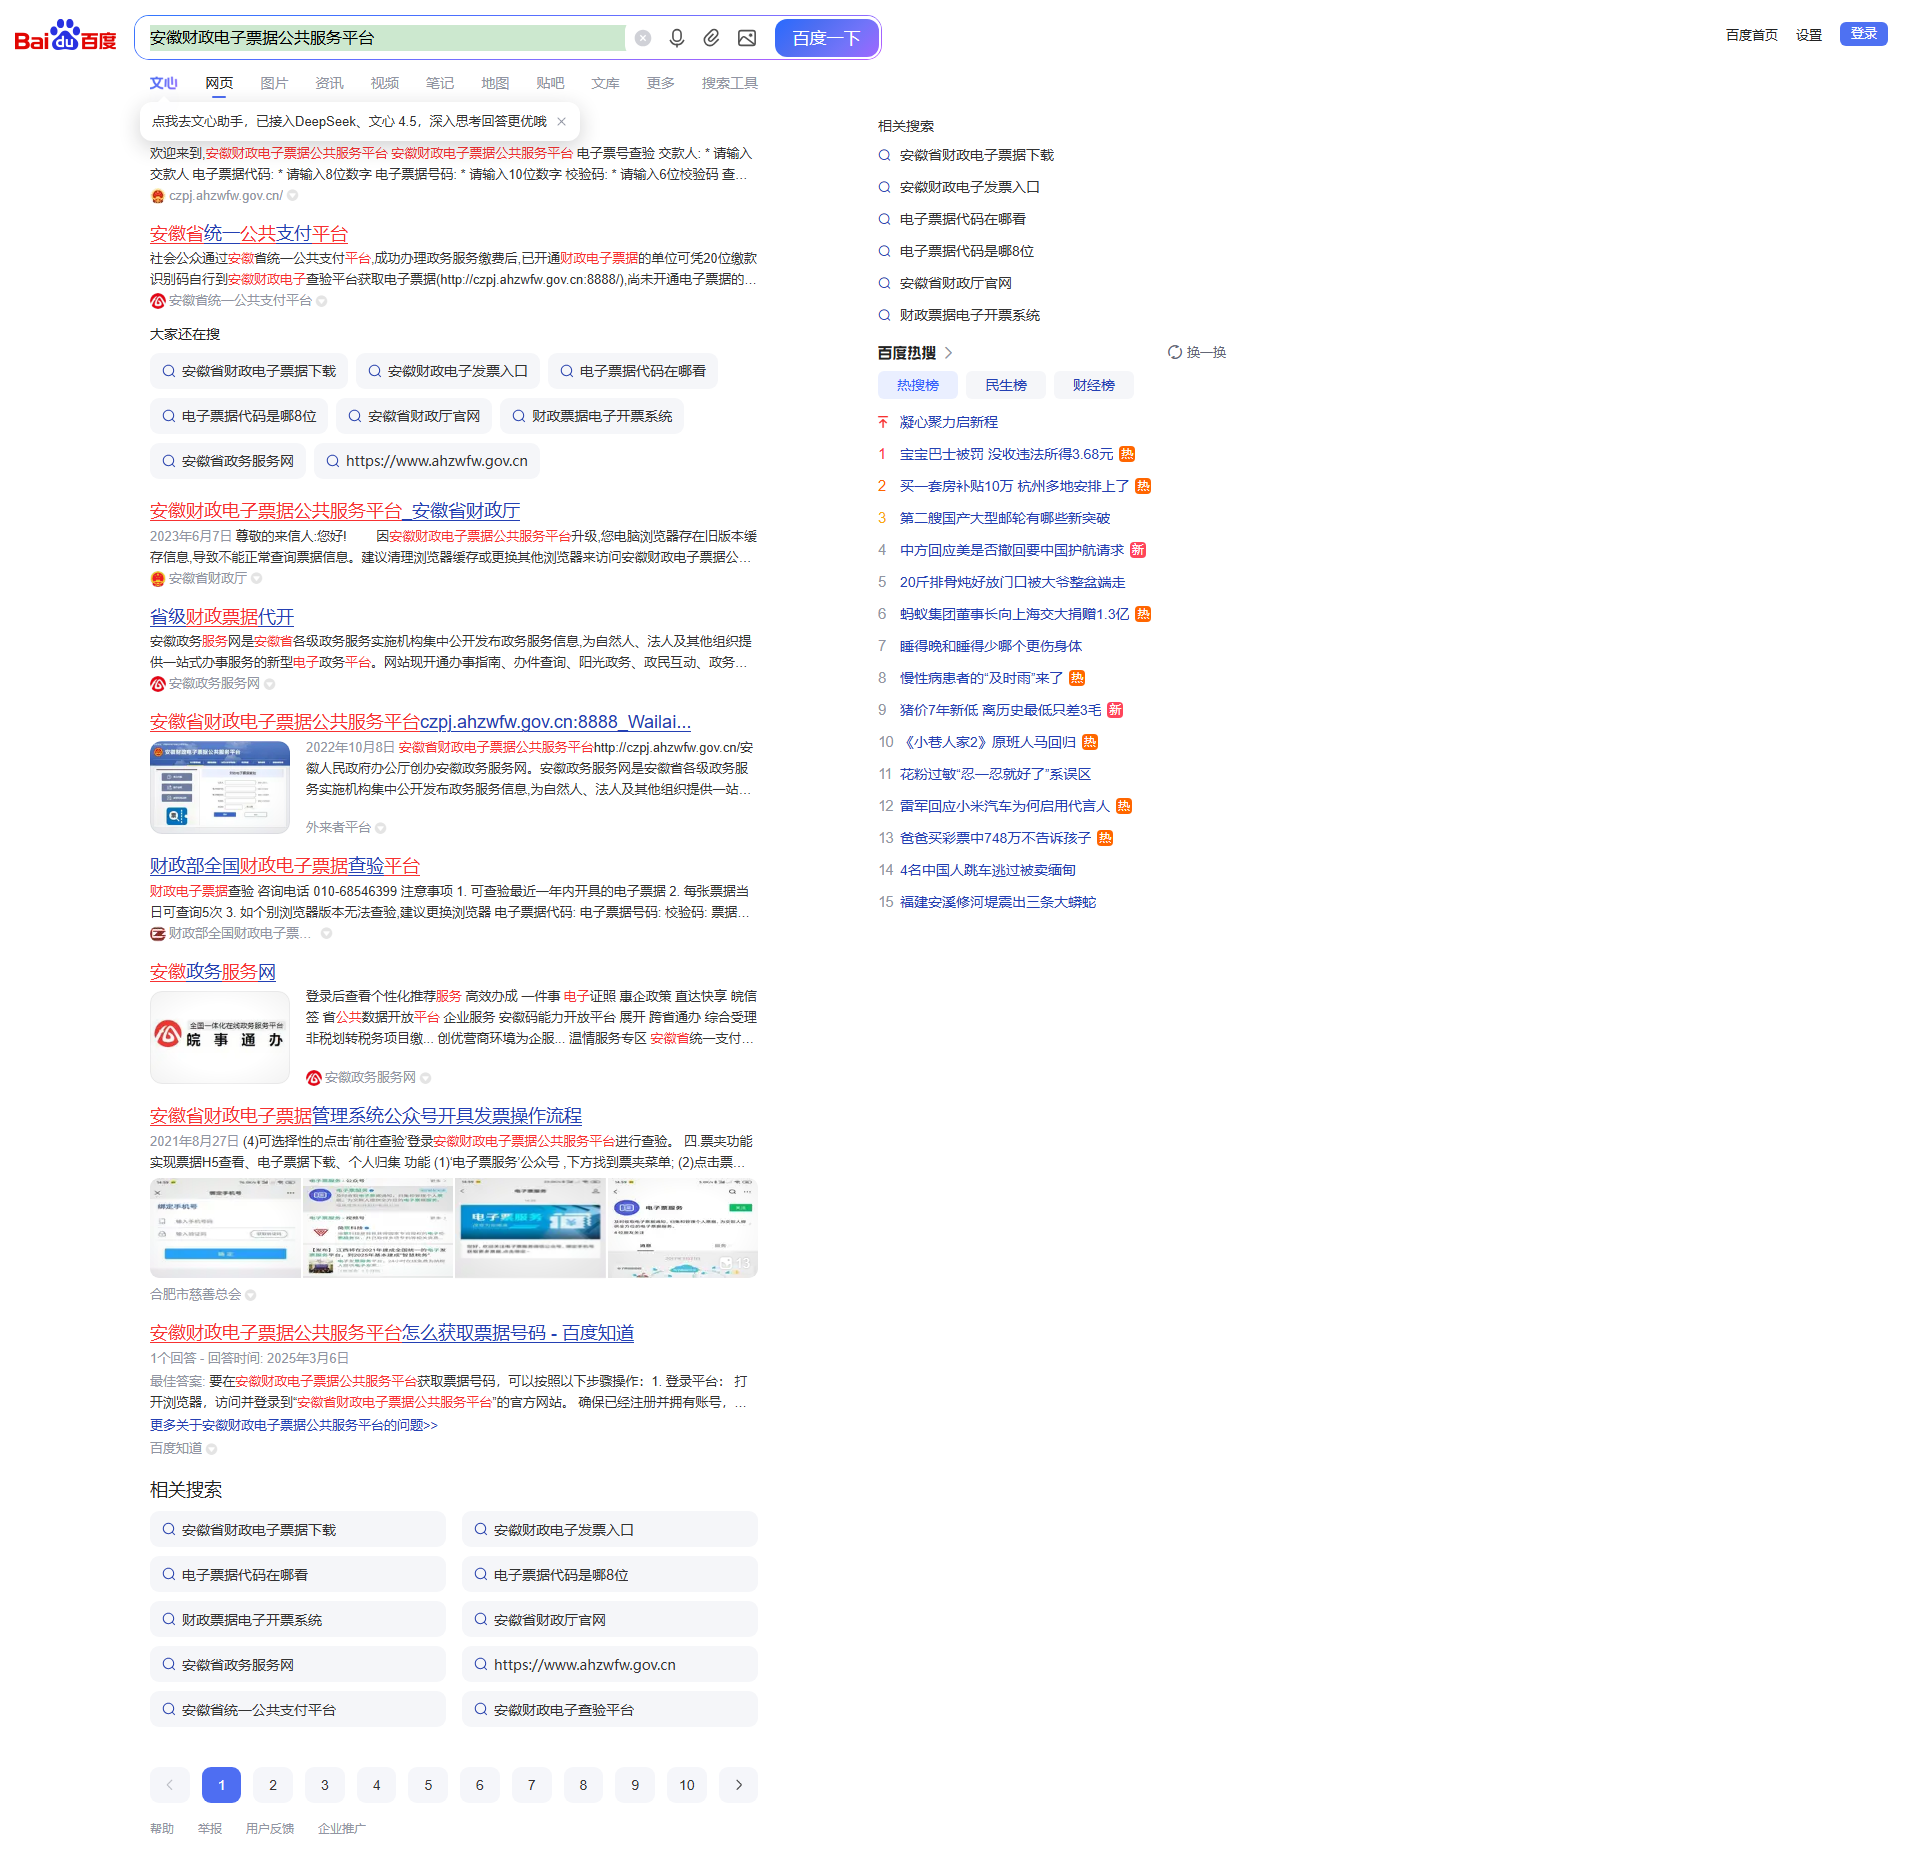 Bai du 百度
安徽财政电子票据公共服务平台
百度一下
百度首页 设置 登录
文心 网页 图片 资讯 视频 笔记 地图 贴吧 文库 更多 搜索工具
点我去文心助手，已接入DeepSeek、文心 4.5，深入思考回答更优哦
欢迎来到,安徽财政电子票据公共服务平台 安徽财政电子票据公共服务平台 电子票号查验 交款人: * 请输入
交款人 电子票据代码: * 请输入8位数字 电子票据号码: * 请输入10位数字 校验码: * 请输入6位校验码 查...
czpj.ahzwfw.gov.cn/
安徽省统一公共支付平台
社会公众通过安徽省统一公共支付平台,成功办理政务服务缴费后,已开通财政电子票据的单位可凭20位缴款
识别码自行到安徽财政电子查验平台获取电子票据(http://czpj.ahzwfw.gov.cn:8888/),尚未开通电子票据的...
安徽省统一公共支付平台
大家还在搜
安徽省财政电子票据下载 安徽财政电子发票入口 电子票据代码在哪看
电子票据代码是哪8位 安徽省财政厅官网 财政票据电子开票系统
安徽省政务服务网 https://www.ahzwfw.gov.cn
安徽财政电子票据公共服务平台_安徽省财政厅
2023年6月7日 尊敬的来信人:您好! 因安徽财政电子票据公共服务平台升级,您电脑浏览器存在旧版本缓
存信息,导致不能正常查询票据信息。建议清理浏览器缓存或更换其他浏览器来访问安徽财政电子票据公...
安徽省财政厅
省级财政票据代开
安徽政务服务网是安徽省各级政务服务实施机构集中公开发布政务服务信息,为自然人、法人及其他组织提
供一站式办事服务的新型电子政务平台。网站现开通办事指南、办件查询、阳光政务、政民互动、政务...
安徽政务服务网
安徽省财政电子票据公共服务平台czpj.ahzwfw.gov.cn:8888_Wailai...
2022年10月8日 安徽省财政电子票据公共服务平台http://czpj.ahzwfw.gov.cn/安
徽人民政府办公厅创办安徽政务服务网。安徽政务服务网是安徽省各级政务服
务实施机构集中公开发布政务服务信息,为自然人、法人及其他组织提供一站...
外来者平台
财政部全国财政电子票据查验平台
财政电子票据查验 咨询电话 010-68546399 注意事项 1. 可查验最近一年内开具的电子票据 2. 每张票据当
日可查询5次 3. 如个别浏览器版本无法查验,建议更换浏览器 电子票据代码: 电子票据号码: 校验码: 票据...
财政部全国财政电子票...
安徽政务服务网
全国一体化在线政务服务平台
皖事通办
登录后查看个性化推荐服务 高效办成 一件事 电子证照 惠企政策 直达快享 皖信
签 省公共数据开放平台 企业服务 安徽码能力开放平台 展开 跨省通办 综合受理
非税划转税务项目缴... 创优营商环境为企服... 温情服务专区 安徽省统一支付...
安徽政务服务网
安徽省财政电子票据管理系统公众号开具发票操作流程
2021年8月27日 (4)可选择性的点击‘前往查验’登录安徽财政电子票据公共服务平台进行查验。 四.票夹功能
实现票据H5查看、电子票据下载、个人归集 功能 (1)‘电子票服务’公众号 ,下方找到票夹菜单; (2)点击票...
绑定手机号
电子票服务
合肥市慈善总会
安徽财政电子票据公共服务平台怎么获取票据号码 - 百度知道
1个回答 - 回答时间: 2025年3月6日
最佳答案: 要在安徽财政电子票据公共服务平台获取票据号码，可以按照以下步骤操作：1. 登录平台： 打
开浏览器，访问并登录到“安徽省财政电子票据公共服务平台”的官方网站。 确保已经注册并拥有账号，...
更多关于安徽财政电子票据公共服务平台的问题>>
百度知道
相关搜索
安徽省财政电子票据下载 安徽财政电子发票入口
电子票据代码在哪看 电子票据代码是哪8位
财政票据电子开票系统 安徽省财政厅官网
安徽省政务服务网 https://www.ahzwfw.gov.cn
安徽省统一公共支付平台 安徽财政电子查验平台
1 2 3 4 5 6 7 8 9 10
帮助 举报 用户反馈 企业推广
相关搜索
安徽省财政电子票据下载
安徽财政电子发票入口
电子票据代码在哪看
电子票据代码是哪8位
安徽省财政厅官网
财政票据电子开票系统
百度热搜 换一换
热搜榜 民生榜 财经榜
凝心聚力启新程
1 宝宝巴士被罚 没收违法所得3.68元 热
2 买一套房补贴10万 杭州多地安排上了 热
3 第二艘国产大型邮轮有哪些新突破
4 中方回应美是否撤回要中国护航请求 新
5 20斤排骨炖好放门口被大爷整盆端走
6 蚂蚁集团董事长向上海交大捐赠1.3亿 热
7 睡得晚和睡得少哪个更伤身体
8 慢性病患者的“及时雨”来了 热
9 猪价7年新低 离历史最低只差3毛 新
10 《小巷人家2》原班人马回归 热
11 花粉过敏“忍一忍就好了”系误区
12 雷军回应小米汽车为何启用代言人 热
13 爸爸买彩票中748万不告诉孩子 热
14 4名中国人跳车逃过被卖缅甸
15 福建安溪修河堤震出三条大蟒蛇